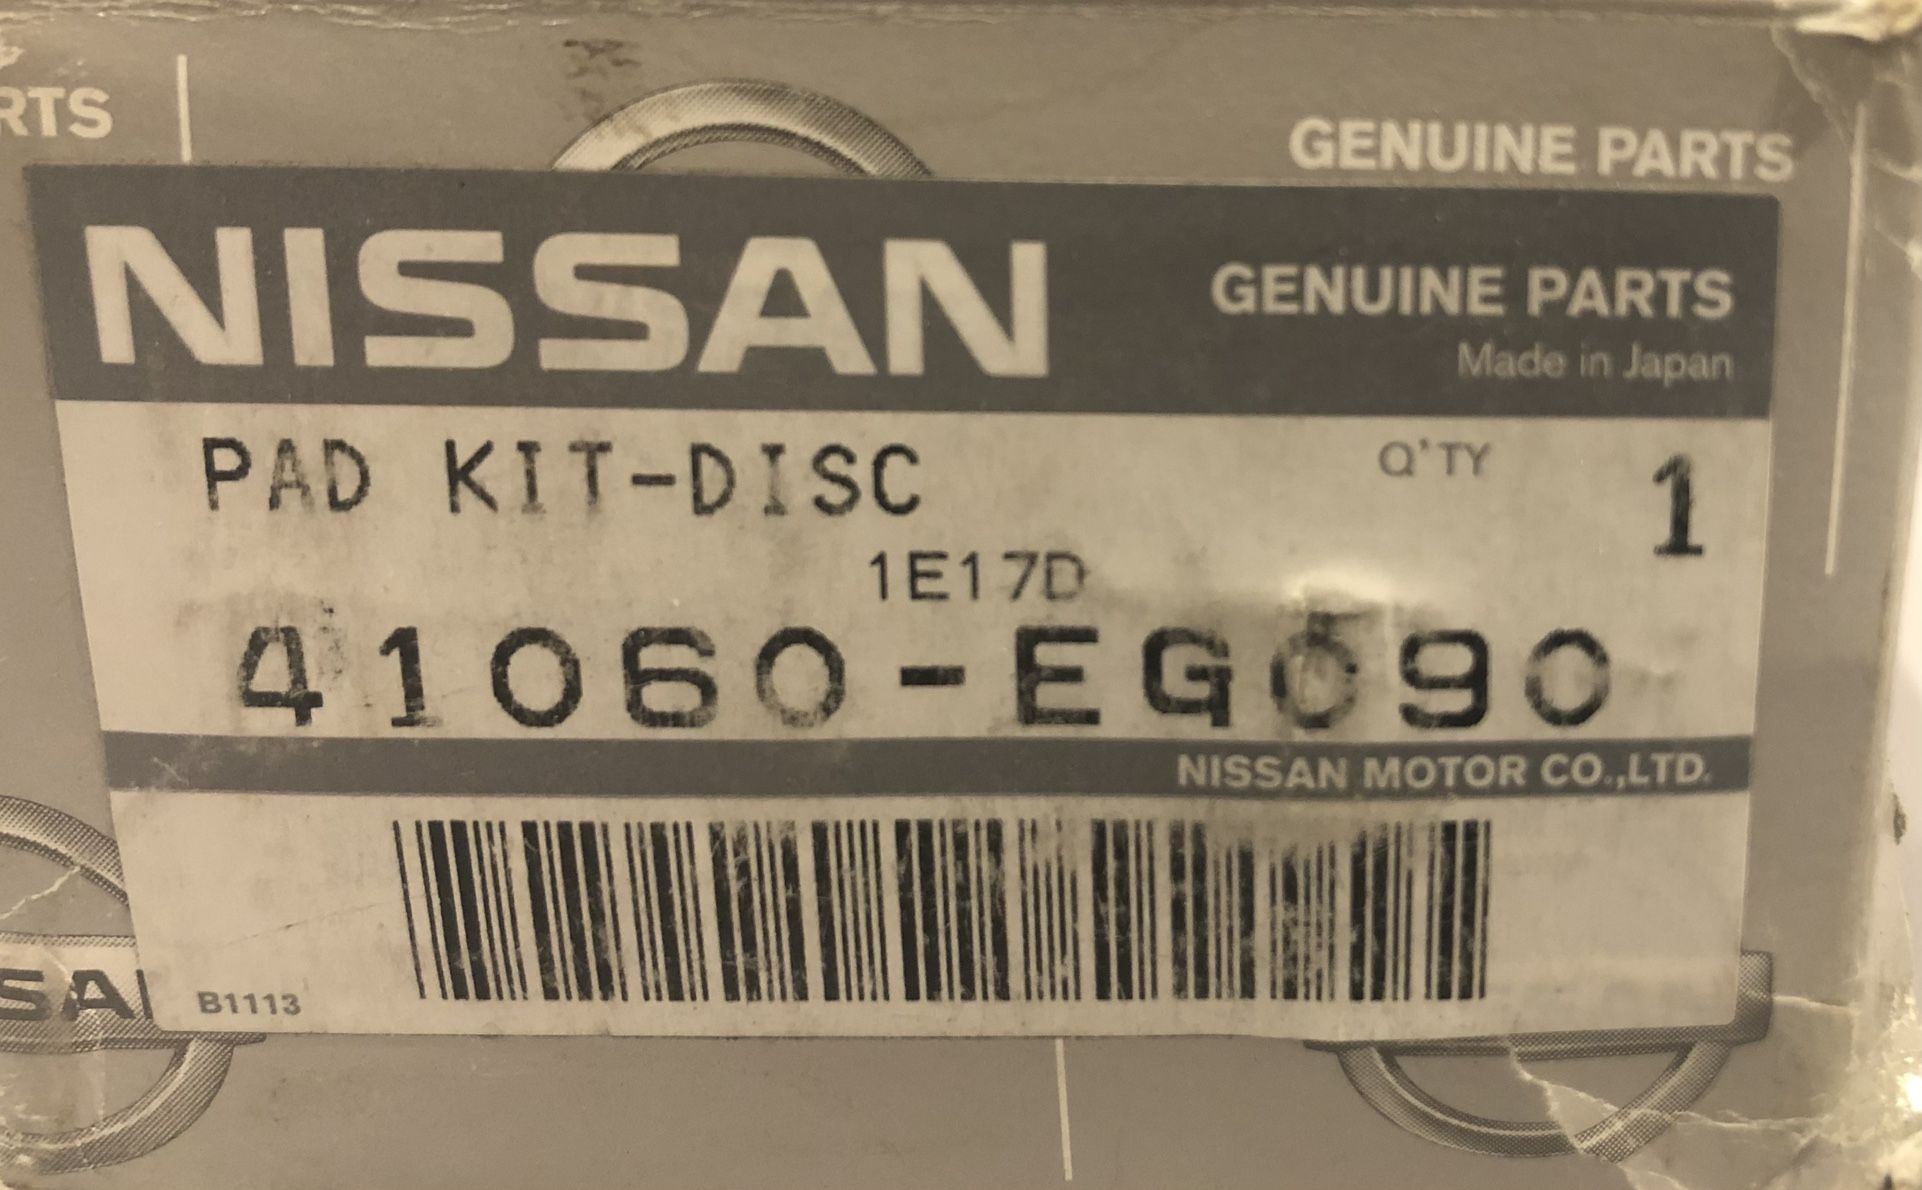 RTS
GENUINE PARTS
NISSAN
GENUINE PARTS
Made in Japan
PAD KIT-DISC
Q'TY 1
1E17D
41060-EG090
NISSAN MOTOR CO.,LTD.
SAN
B1113